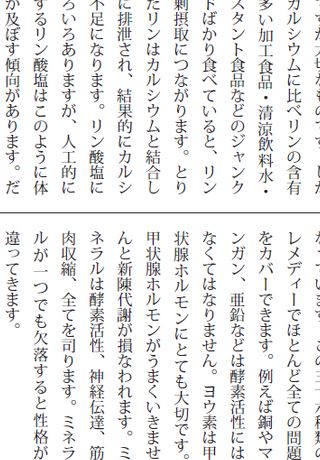 カルシウムに比べリンの含有
多い加工食品・清涼飲料水・
スタント食品などのジャンク
ドばかり食べていると、リン
剰摂取につながります。とり
たリンはカルシウムと結合し
に排泄され、結果的にカルシ
不足になります。リン酸塩に
ろいろありますが、人工的に
するリン酸塩はこのように体
か及ぼす傾向があります。だ
レメディーでほとんど全ての問題
をカバーできます。例えば銅やマ
ンガン、亜鉛などは酵素活性には
なくてはなりません。ヨウ素は甲
状腺ホルモンにとても大切です。
甲状腺ホルモンがうまくいきませ
んと新陳代謝が損なわれます。ミ
ネラルは酵素活性、神経伝達、筋
肉収縮、全てを司ります。ミネラ
ルが一つでも欠落すると性格が
違ってきます。